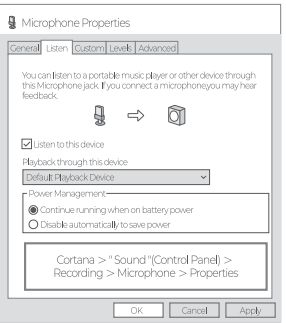 Microphone Properties
General Listen Custom Levels Advanced
You can listen to a portable music player or other device through
this Microphone jack. If you connect a microphoneyou may hear
feedback.
Listen to this device
Playback through this device
Default Playback Device
Power Management
Continue running when on battery power
Disable automatically to save power
Cortana > " Sound "(Control Panel) >
Recording > Microphone > Properties
OK Cancel Apply